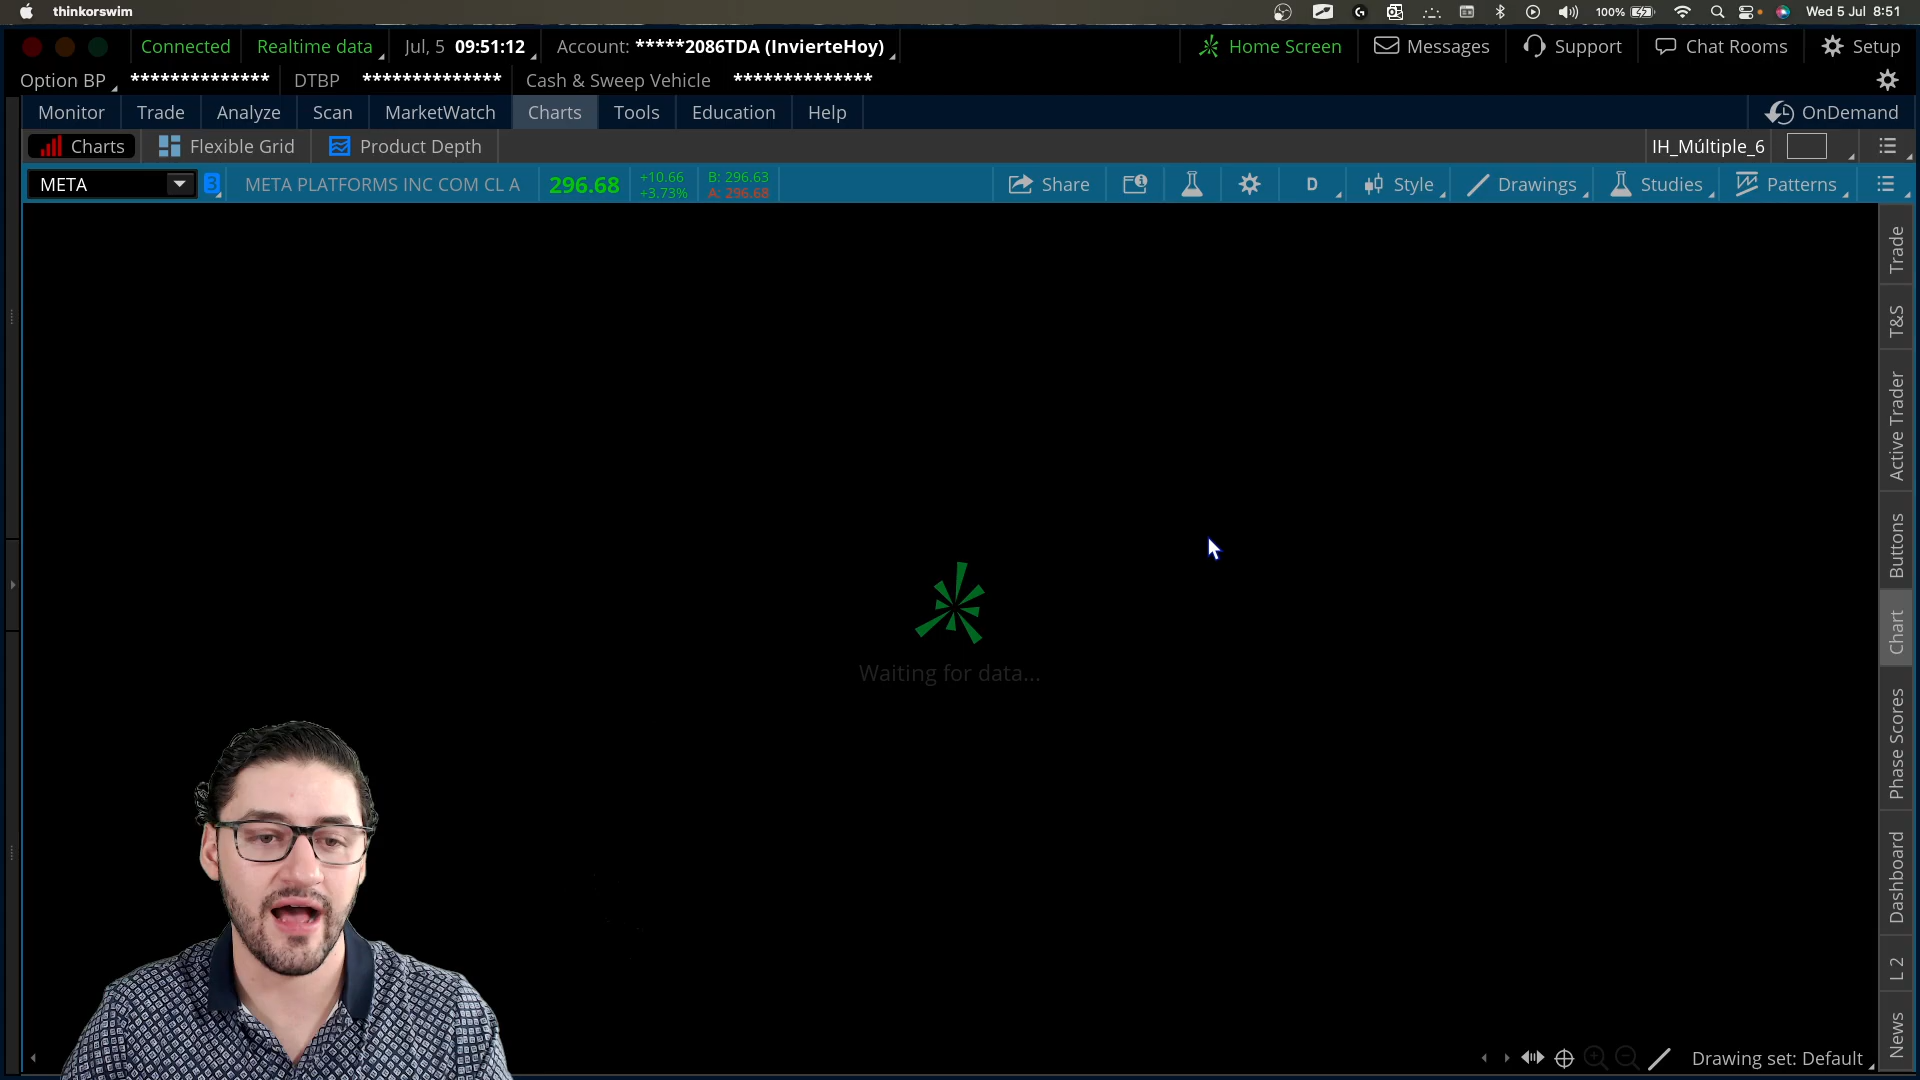 thinkorswim
100%
Wed 5 Jul 8:51
Connected
Realtime data
Jul, 5 09:51:12
Account: *****2086TDA (InvierteHoy)
Home Screen
Messages
Support
Chat Rooms
Setup
Option BP
**************
DTBP
**************
Cash & Sweep Vehicle
**************
Monitor
Trade
Analyze
Scan
MarketWatch
Charts
Tools
Education
Help
OnDemand
Charts
Flexible Grid
Product Depth
IH_Múltiple_6
META
3
META PLATFORMS INC COM CL A
296.68
+10.66
+3.73%
B: 296.63
A: 296.68
Share
D
Style
Drawings
Studies
Patterns
Trade
T&S
Active Trader
Buttons
Chart
Phase Scores
Dashboard
L 2
News
Waiting for data...
Drawing set: Default